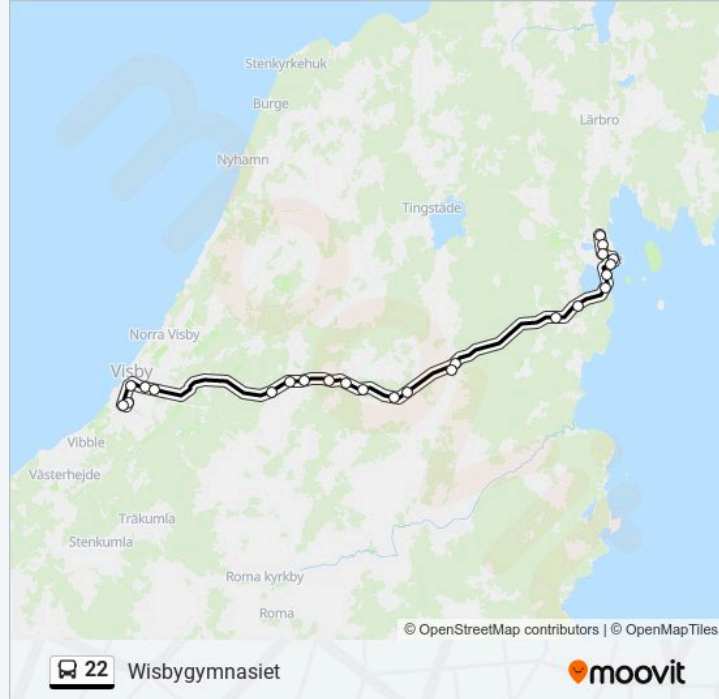 Stenkyrkehuk
Burge
Lärbro
Nyhamn
Tingstäde
Norra Visby
Visby
Vibble
Västerhejde
Träkumla
Stenkumla
Roma kyrkby
Roma
© OpenStreetMap contributors | © OpenMapTiles
22 Wisbygymnasiet
moovit